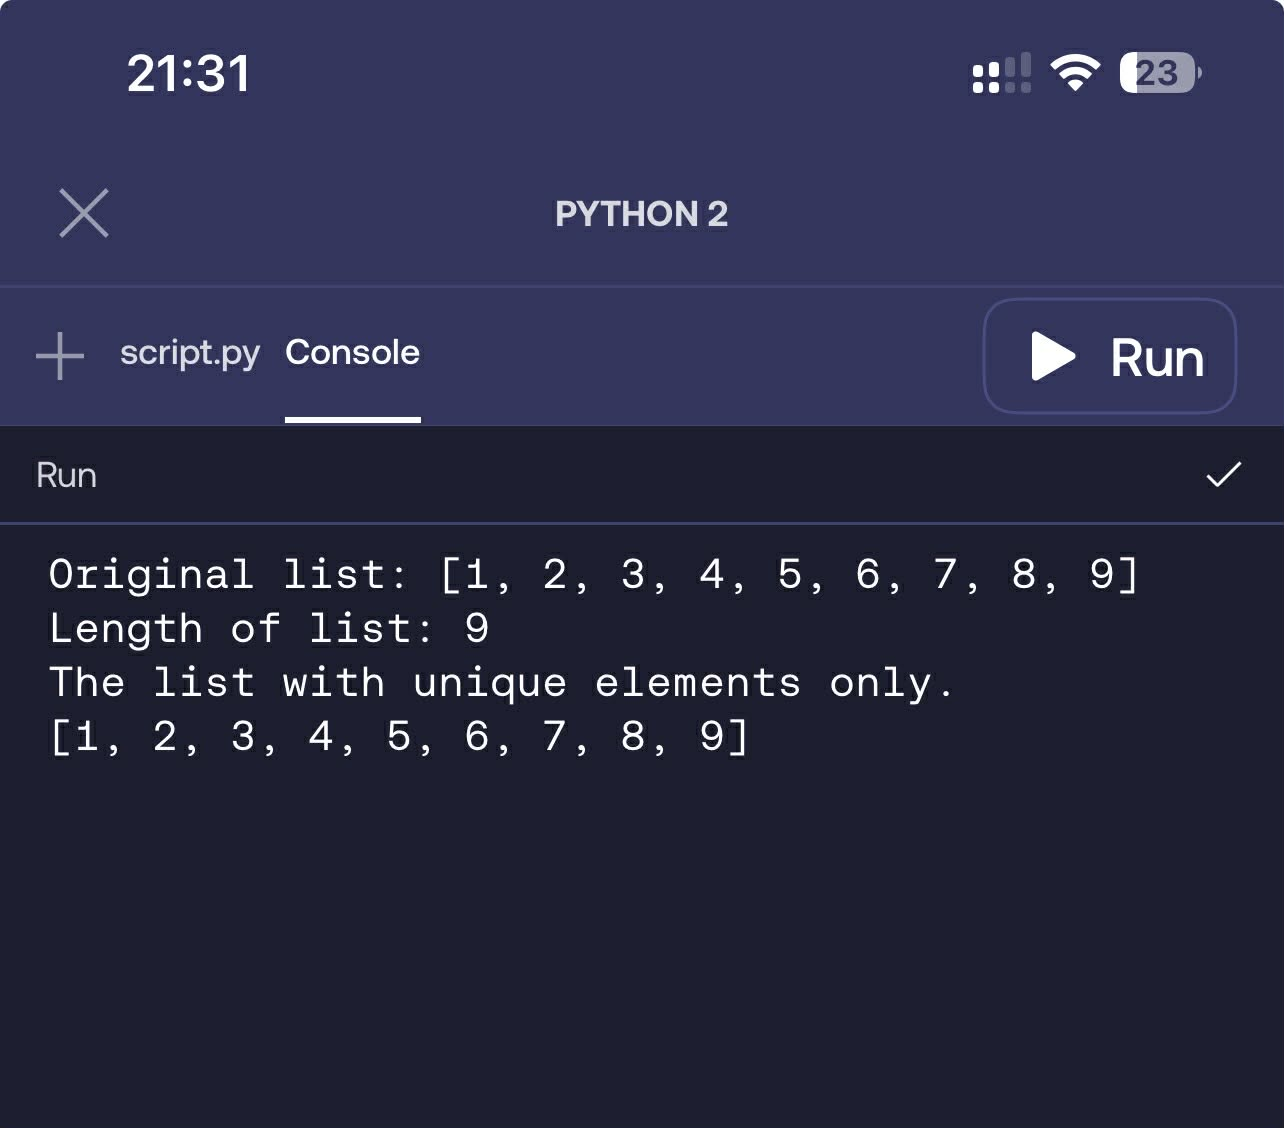 21:31 23
PYTHON 2
script.py Console Run
Run
Original list: [1, 2, 3, 4, 5, 6, 7, 8, 9]
Length of list: 9
The list with unique elements only.
[1, 2, 3, 4, 5, 6, 7, 8, 9]